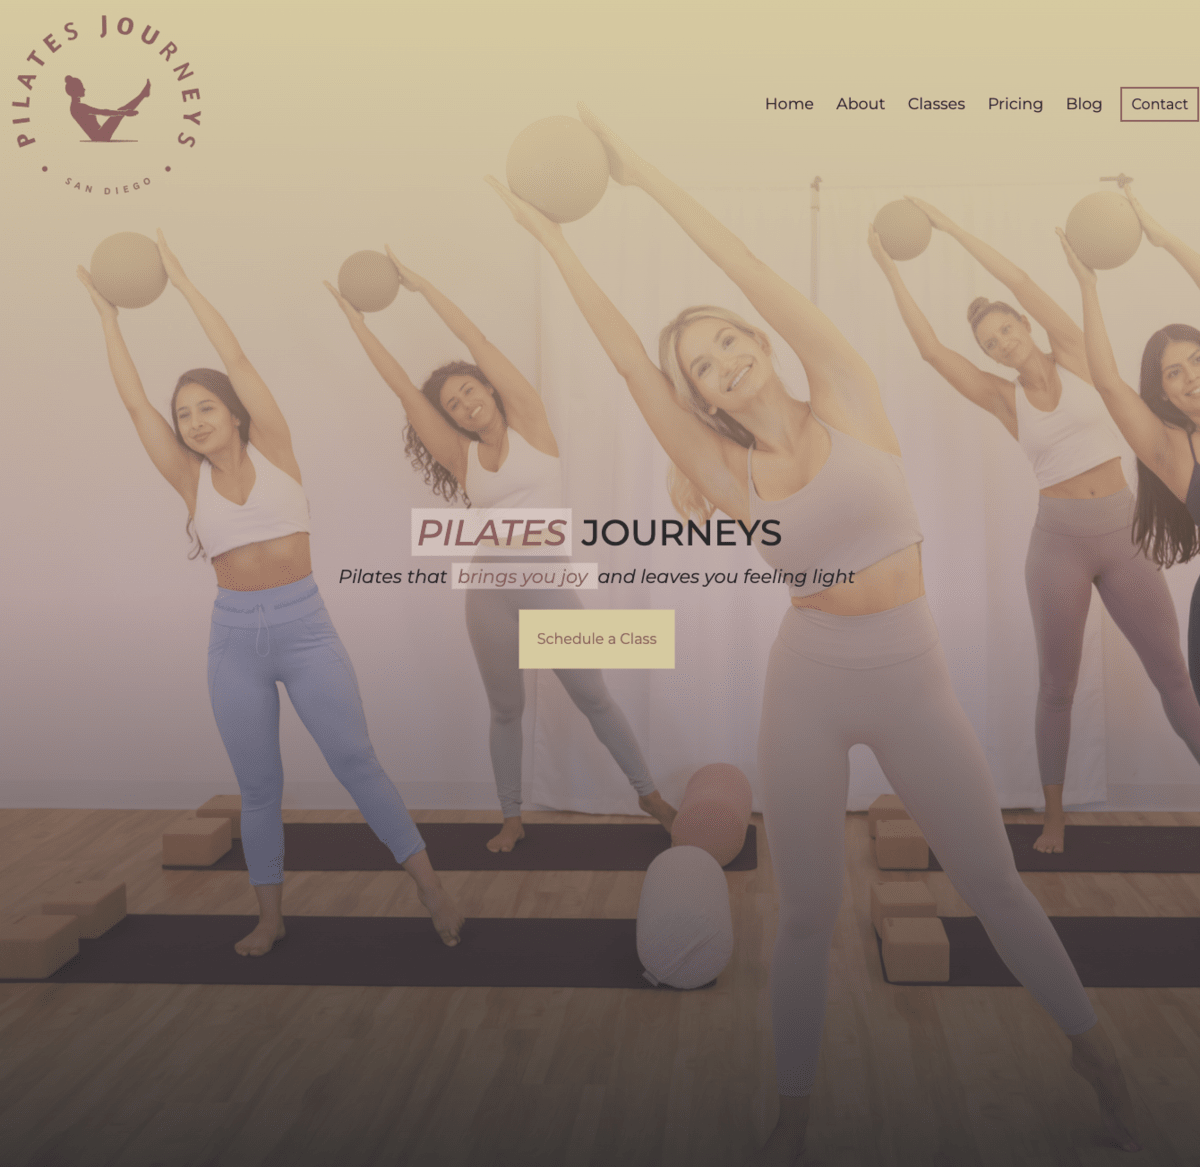 PILATES JOURNEYS
SAN DIEGO
Home About Classes Pricing Blog Contact
PILATES JOURNEYS
Pilates that brings you joy and leaves you feeling light
Schedule a Class